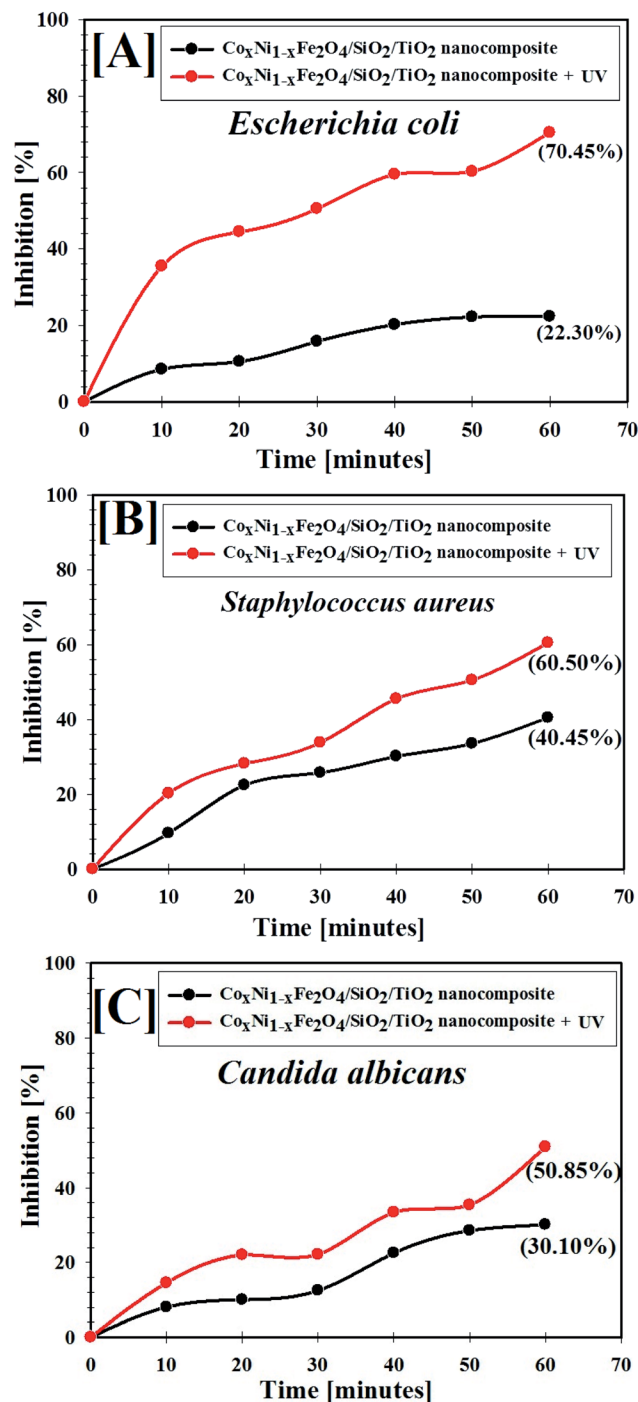 [A]
CoxNi1-xFe2O4/SiO2/TiO2 nanocomposite
CoxNi1-xFe2O4/SiO2/TiO2 nanocomposite + UV
Escherichia coli
100
80
60
40
20
0
Inhibition [%]
(70.45%)
(22.30%)
0 10 20 30 40 50 60 70
Time [minutes]
[B]
CoxNi1-xFe2O4/SiO2/TiO2 nanocomposite
CoxNi1-xFe2O4/SiO2/TiO2 nanocomposite + UV
Staphylococcus aureus
100
80
60
40
20
0
Inhibition [%]
(60.50%)
(40.45%)
0 10 20 30 40 50 60 70
Time [minutes]
[C]
CoxNi1-xFe2O4/SiO2/TiO2 nanocomposite
CoxNi1-xFe2O4/SiO2/TiO2 nanocomposite + UV
Candida albicans
100
80
60
40
20
0
Inhibition [%]
(50.85%)
(30.10%)
0 10 20 30 40 50 60 70
Time [minutes]